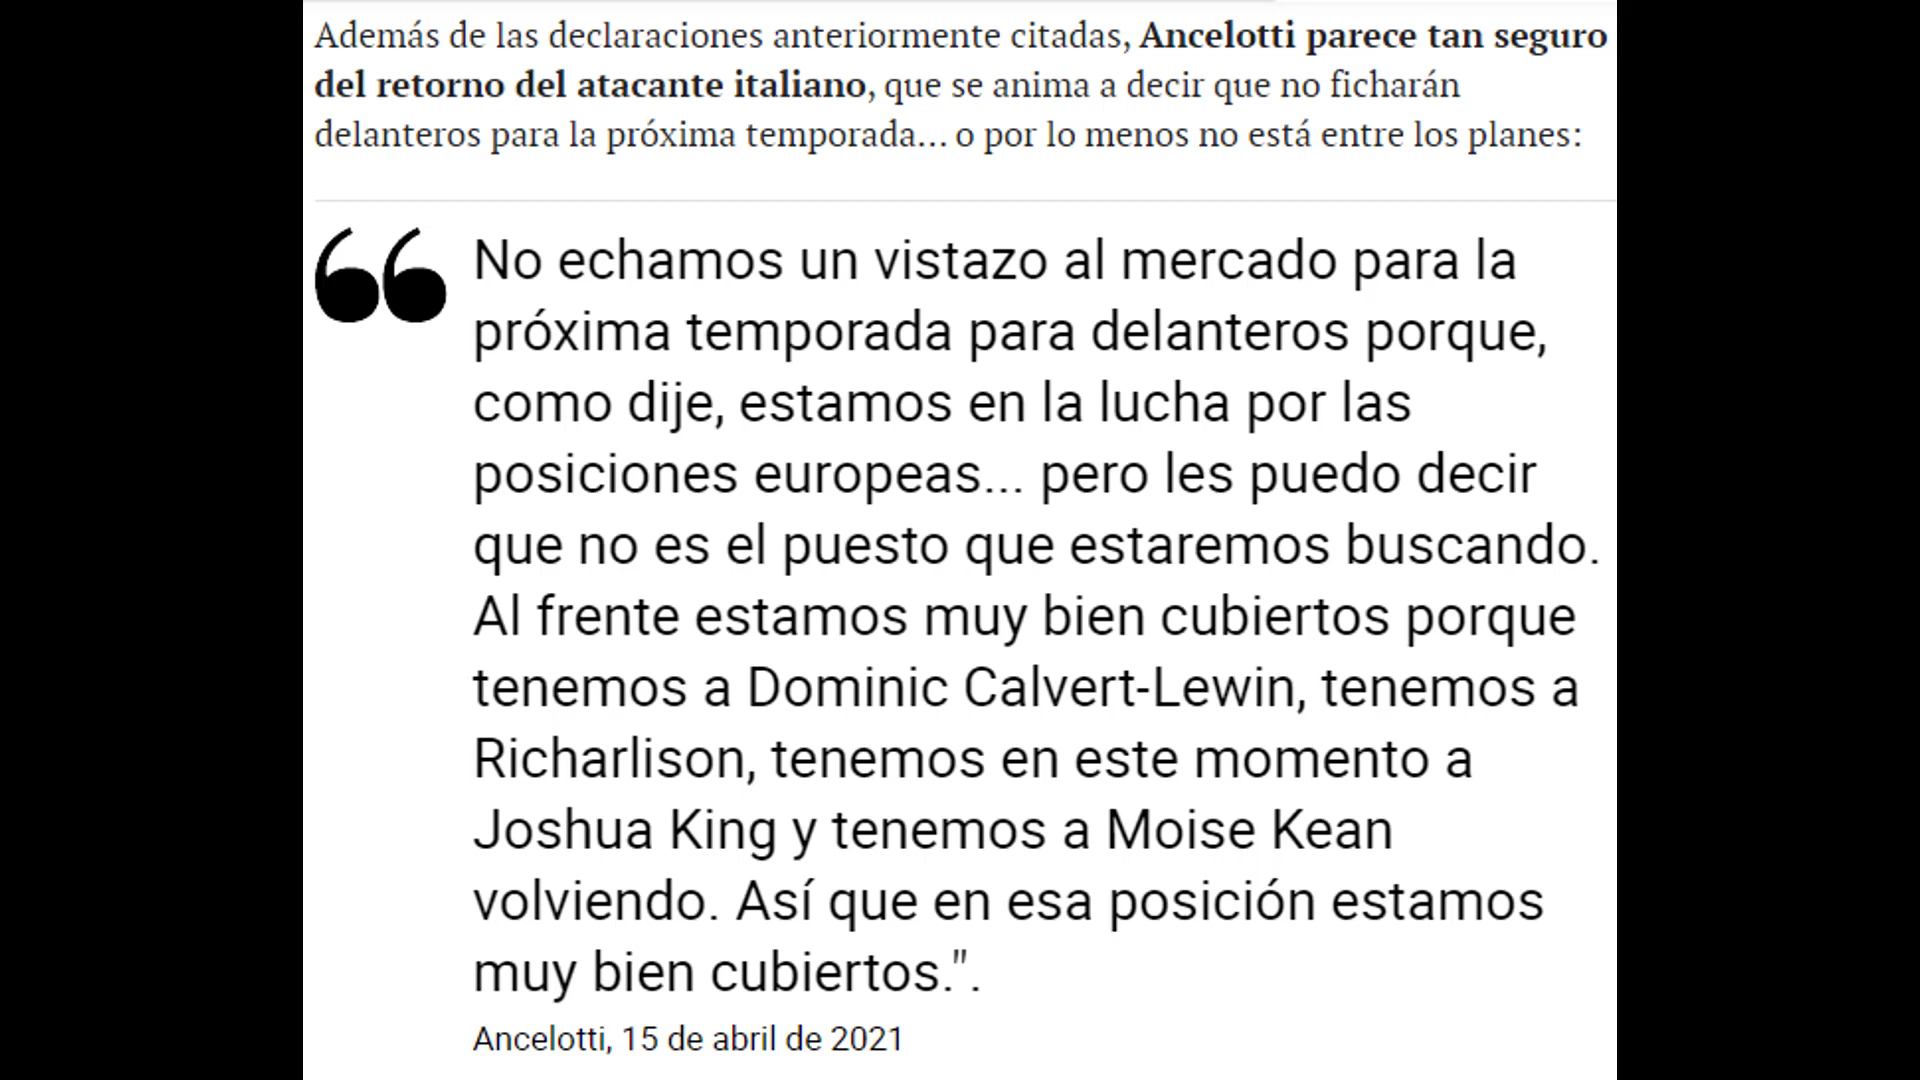 Además de las declaraciones anteriormente citadas, Ancelotti parece tan seguro
del retorno del atacante italiano, que se anima a decir que no ficharán
delanteros para la próxima temporada... o por lo menos no está entre los planes:
“
No echamos un vistazo al mercado para la
próxima temporada para delanteros porque,
como dije, estamos en la lucha por las
posiciones europeas... pero les puedo decir
que no es el puesto que estaremos buscando.
Al frente estamos muy bien cubiertos porque
tenemos a Dominic Calvert-Lewin, tenemos a
Richarlison, tenemos en este momento a
Joshua King y tenemos a Moise Kean
volviendo. Así que en esa posición estamos
muy bien cubiertos.".
Ancelotti, 15 de abril de 2021